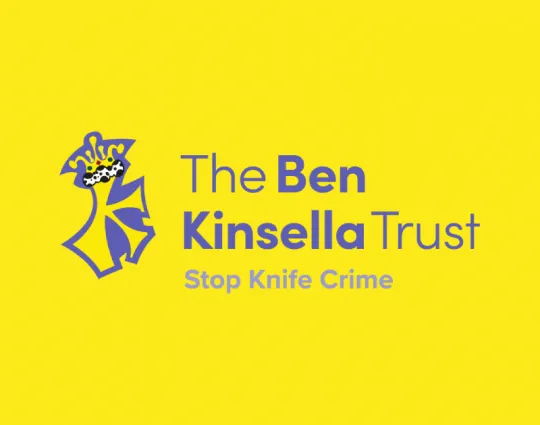 The Ben
Kinsella Trust
Stop Knife Crime